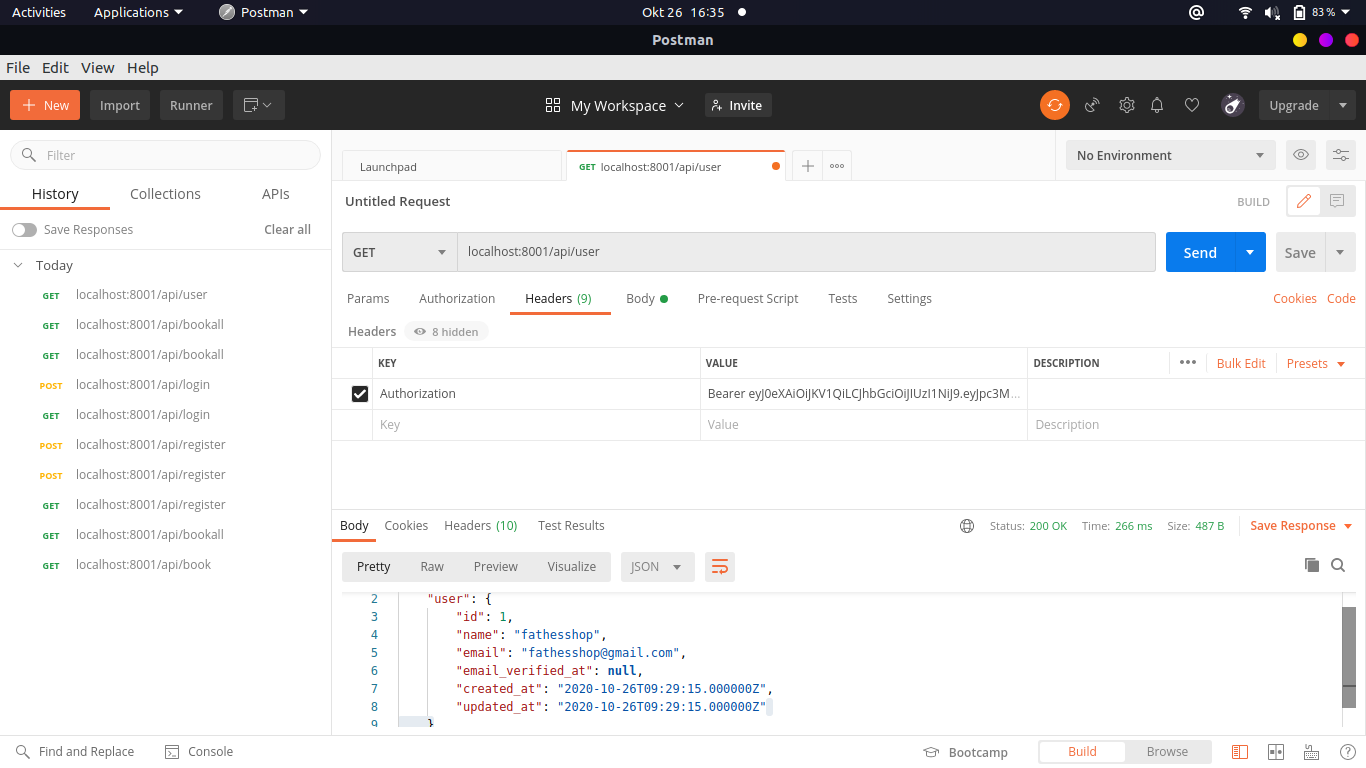 Activities Applications Postman Okt 26 16:35 83 %
Postman
File Edit View Help
New Import Runner My Workspace Invite Upgrade
Filter
History Collections APIs
Save Responses Clear all
Today
GET localhost:8001/api/user
GET localhost:8001/api/bookall
GET localhost:8001/api/bookall
POST localhost:8001/api/login
GET localhost:8001/api/login
POST localhost:8001/api/register
POST localhost:8001/api/register
GET localhost:8001/api/register
GET localhost:8001/api/bookall
GET localhost:8001/api/book
Launchpad GET localhost:8001/api/user No Environment
Untitled Request BUILD
GET localhost:8001/api/user Send Save
Params Authorization Headers (9) Body Pre-request Script Tests Settings Cookies Code
Headers 8 hidden
KEY VALUE DESCRIPTION Bulk Edit Presets
Authorization Bearer eyJ0eXAiOiJKV1QiLCJhbGciOiJIUzI1NiJ9.eyJpc3M...
Key Value Description
Body Cookies Headers (10) Test Results Status: 200 OK Time: 266 ms Size: 487 B Save Response
Pretty Raw Preview Visualize JSON
2 "user": {
3 "id": 1,
4 "name": "fathesshop",
5 "email": "fathesshop@gmail.com",
6 "email_verified_at": null,
7 "created_at": "2020-10-26T09:29:15.000000Z",
8 "updated_at": "2020-10-26T09:29:15.000000Z"
9 }
Find and Replace Console Bootcamp Build Browse